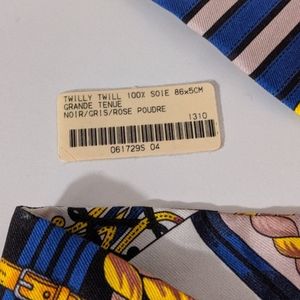 TWILLY TWILL 100% SOIE 86x5CM
GRANDE TENUE
NOIR/GRIS/ROSE POUDRE
1310
061729S 04